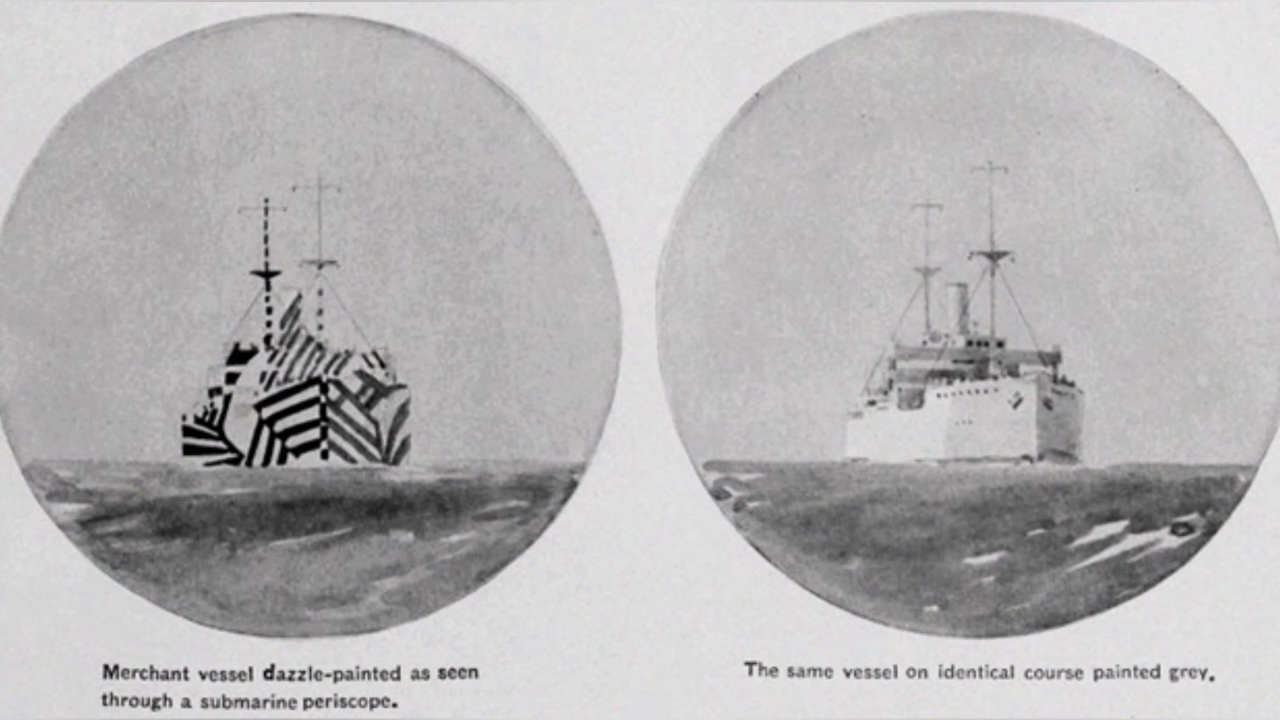 Merchant vessel dazzle-painted as seen
through a submarine periscope.
The same vessel on identical course painted grey.